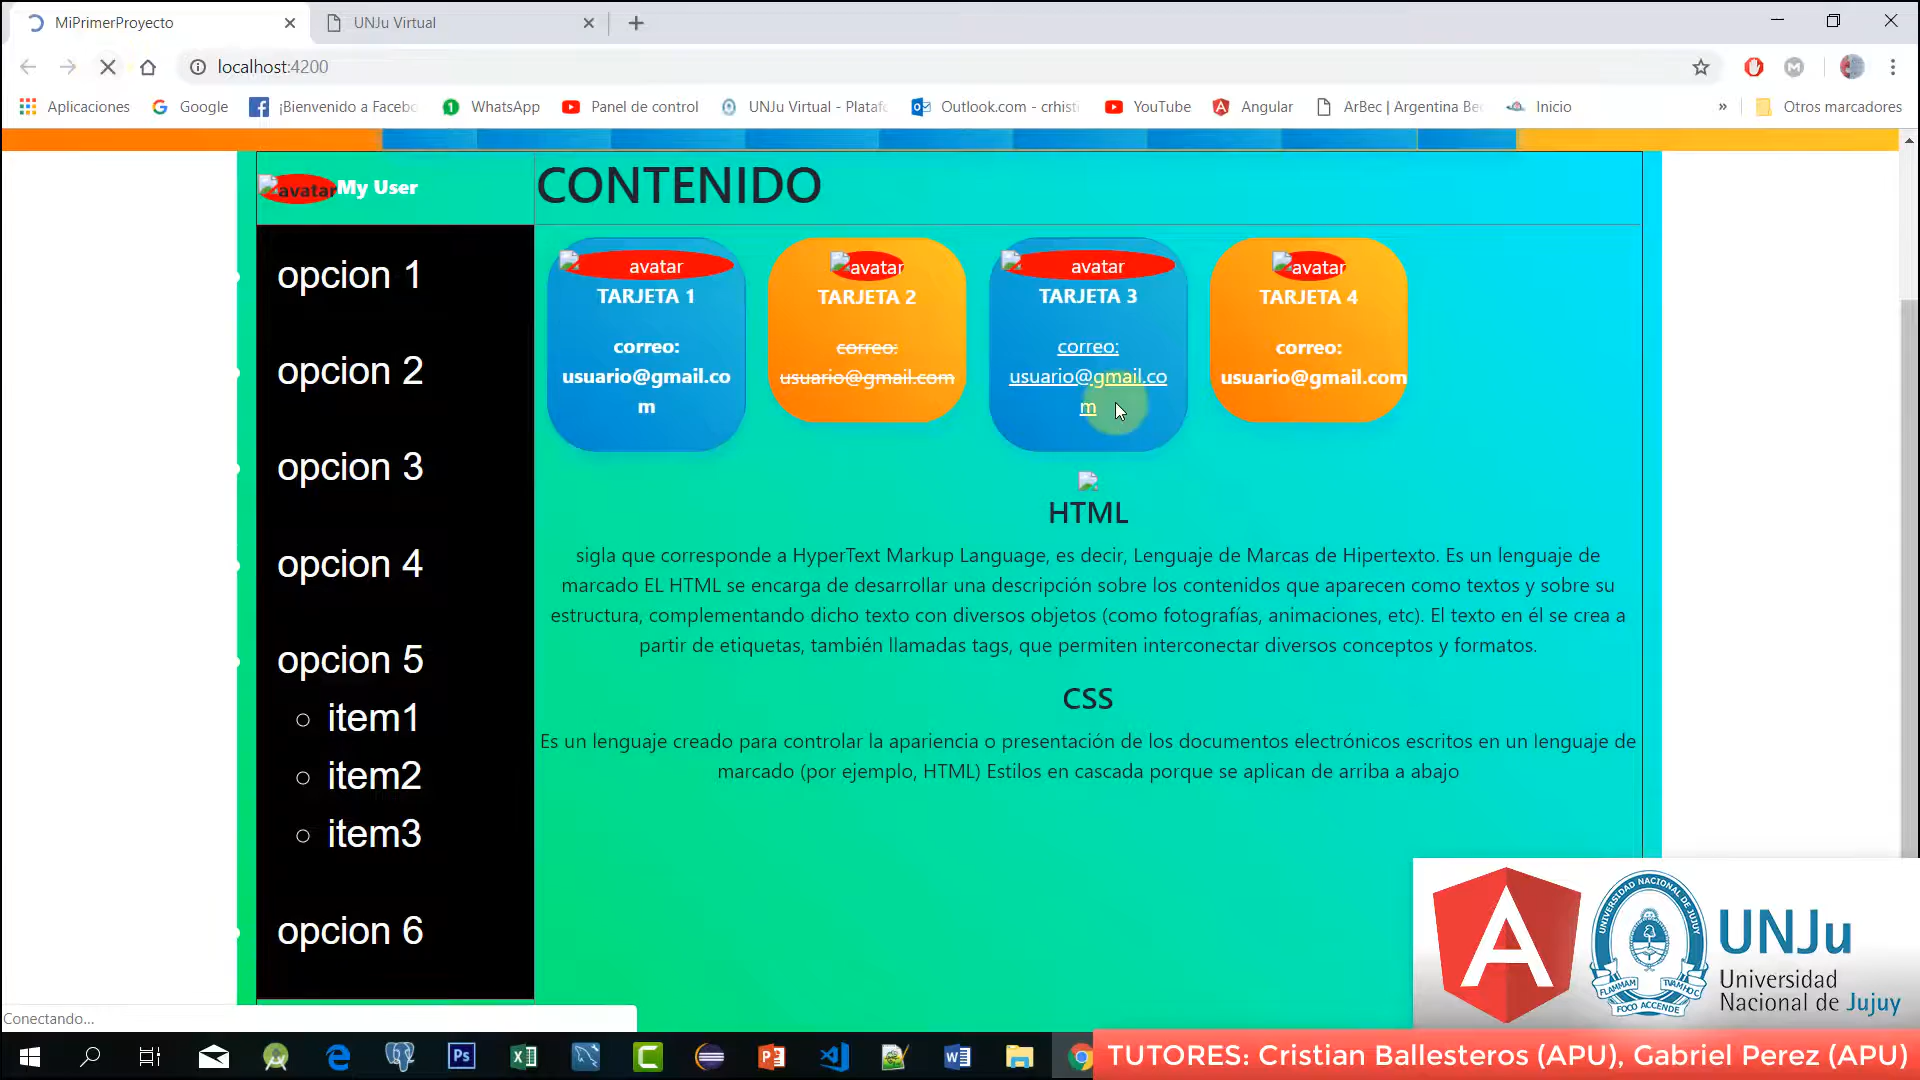 MiPrimerProyecto
UNJu Virtual
localhost:4200
Aplicaciones
Google
¡Bienvenido a Facebo
WhatsApp
Panel de control
UNJu Virtual - Plataf
Outlook.com - crhist
YouTube
Angular
ArBec | Argentina Be
Inicio
»
Otros marcadores
avatar My User
CONTENIDO
opcion 1
opcion 2
opcion 3
opcion 4
opcion 5
item1
item2
item3
opcion 6
avatar
TARJETA 1
correo:
usuario@gmail.co
m
avatar
TARJETA 2
correo:
usuario@gmail.com
avatar
TARJETA 3
correo:
usuario@gmail.co
m
avatar
TARJETA 4
correo:
usuario@gmail.com
HTML
sigla que corresponde a HyperText Markup Language, es decir, Lenguaje de Marcas de Hipertexto. Es un lenguaje de
marcado EL HTML se encarga de desarrollar una descripción sobre los contenidos que aparecen como textos y sobre su
estructura, complementando dicho texto con diversos objetos (como fotografías, animaciones, etc). El texto en él se crea a
partir de etiquetas, también llamadas tags, que permiten interconectar diversos conceptos y formatos.
CSS
Es un lenguaje creado para controlar la apariencia o presentación de los documentos electrónicos escritos en un lenguaje de
marcado (por ejemplo, HTML) Estilos en cascada porque se aplican de arriba a abajo
Conectando...
UNIVERSIDAD NACIONAL DE JUJUY
FOCO ACCENDE
UNJu
Universidad
Nacional de Jujuy
TUTORES: Cristian Ballesteros (APU), Gabriel Perez (APU)